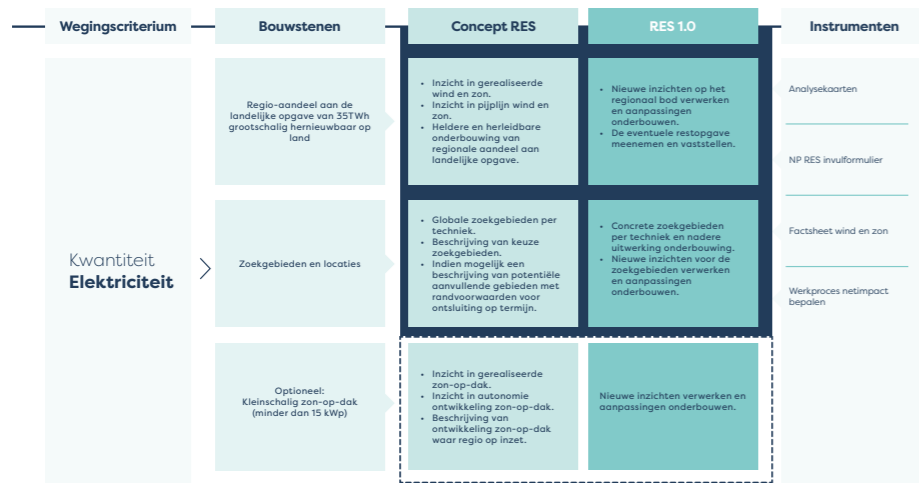 Wegingscriterium
Bouwstenen
Concept RES
RES 1.0
Instrumenten
Kwantiteit
Elektriciteit
Regio-aandeel aan de
landelijke opgave van 35TWh
grootschalig hernieuwbaar op
land
• Inzicht in gerealiseerde
wind en zon.
• Inzicht in pijplijn wind en
zon.
• Heldere en herleidbare
onderbouwing van
regionale aandeel aan
landelijke opgave.
• Nieuwe inzichten op het
regionaal bod verwerken
en aanpassingen
onderbouwen.
• De eventuele restopgave
meenemen en vaststellen.
Zoekgebieden en locaties
• Globale zoekgebieden per
techniek.
• Beschrijving van keuze
zoekgebieden.
• Indien mogelijk een
beschrijving van potentiële
aanvullende gebieden met
randvoorwaarden voor
ontsluiting op termijn.
• Concrete zoekgebieden
per techniek en nadere
uitwerking onderbouwing.
• Nieuwe inzichten voor de
zoekgebieden verwerken
en aanpassingen
onderbouwen.
Optioneel:
Kleinschalig zon-op-dak
(minder dan 15 kWp)
• Inzicht in gerealiseerde
zon-op-dak.
• Inzicht in autonomie
ontwikkeling zon-op-dak.
• Beschrijving van
ontwikkeling zon-op-dak
waar regio op inzet.
Nieuwe inzichten verwerken en
aanpassingen onderbouwen.
Analysekaarten
NP RES invulformulier
Factsheet wind en zon
Werkproces netimpact
bepalen